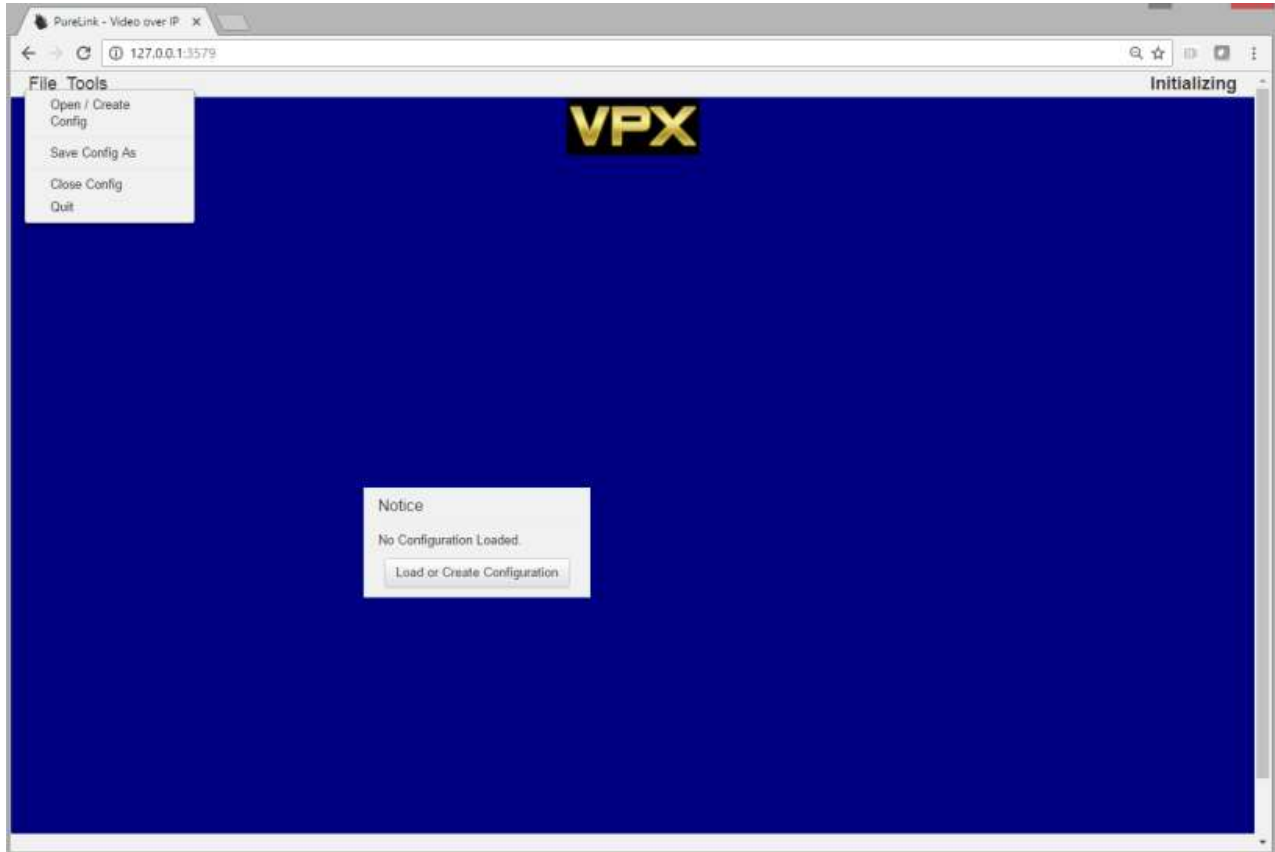 PureLink - Video over IP
127.0.0.1:3579
File Tools
Initializing
Open / Create
Config
Save Config As
Close Config
Quit
VPX
Notice
No Configuration Loaded.
Load or Create Configuration